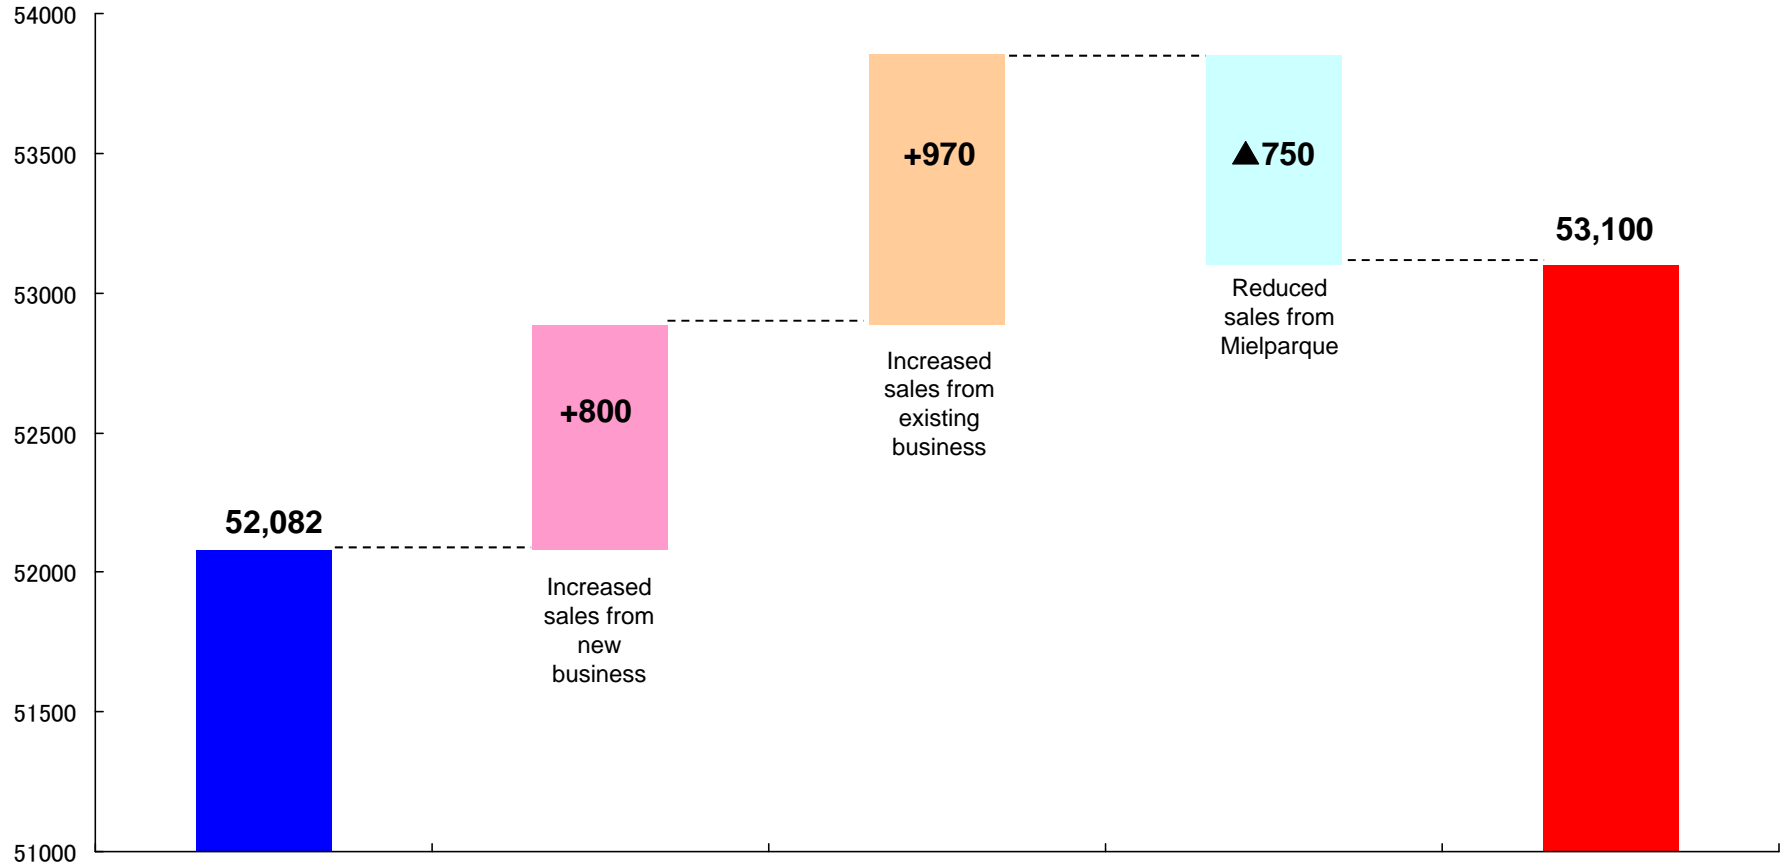 54000
53500
53000
52500
52000
51500
51000
52,082
+800
Increased
sales from
new
business
+970
Increased
sales from
existing
business
▲750
Reduced
sales from
Mielparque
53,100